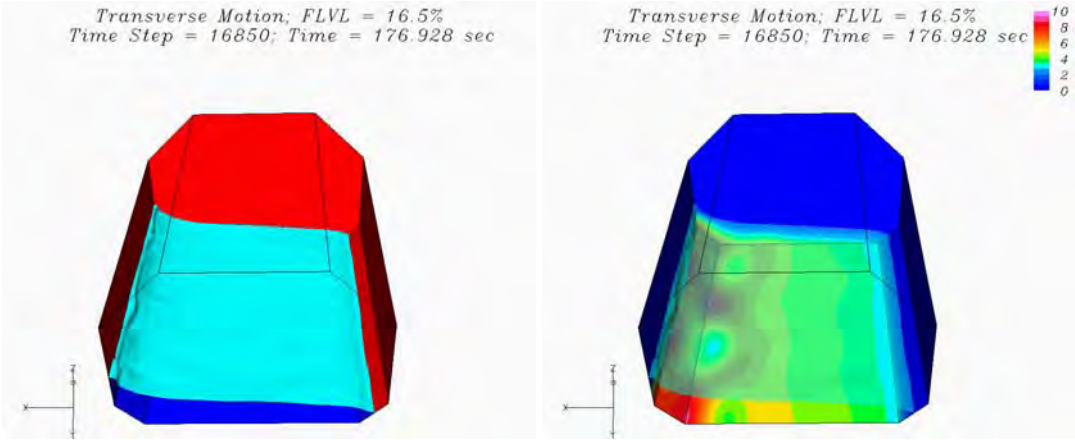 Transverse Motion; FLVL = 16.5%
Time Step = 16850; Time = 176.928 sec
Transverse Motion; FLVL = 16.5%
Time Step = 16850; Time = 176.928 sec
10
8
6
4
2
0
X
Z
X
Z